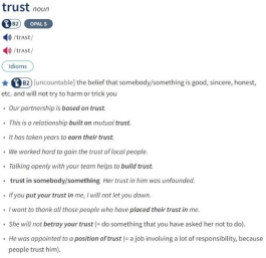 trust noun
B2 OPAL S
/trʌst/
/trʌst/
Idioms
B2 [uncountable] the belief that somebody/something is good, sincere, honest,
etc. and will not try to harm or trick you
• Our partnership is based on trust.
• This is a relationship built on mutual trust.
• It has taken years to earn their trust.
• We worked hard to gain the trust of local people.
• Talking openly with your team helps to build trust.
• trust in somebody/something Her trust in him was unfounded.
• If you put your trust in me, I will not let you down.
• I want to thank all those people who have placed their trust in me.
• She will not betray your trust (= do something that you have asked her not to do).
• He was appointed to a position of trust (= a job involving a lot of responsibility, because
people trust him).